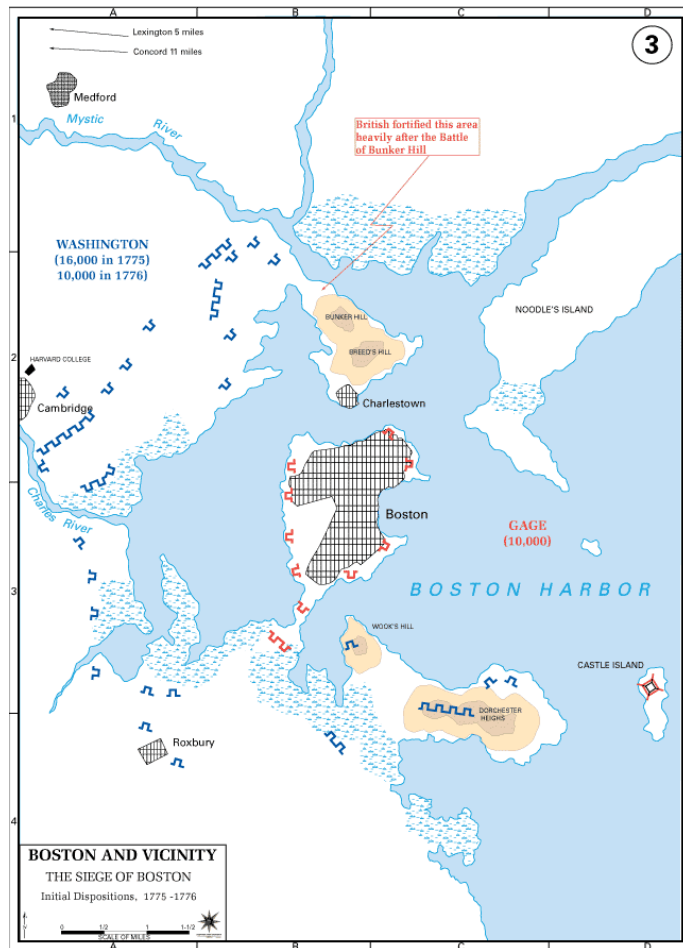 A B C D
Lexington 5 miles
Concord 11 miles
3
Medford
1
Mystic
River
British fortified this area
heavily after the Battle
of Bunker Hill
WASHINGTON
(16,000 in 1775)
10,000 in 1776)
NOODLE'S ISLAND
BUNKER HILL
BREED'S HILL
2
HARVARD COLLEGE
Cambridge
Charlestown
Charles River
Boston
GAGE
(10,000)
3
BOSTON HARBOR
WOOK'S HILL
CASTLE ISLAND
DORCHESTER
HEIGHS
Roxbury
4
BOSTON AND VICINITY
THE SIEGE OF BOSTON
Initial Dispositions, 1775 -1776
0 1/2 1 1-1/2
SCALE OF MILES
A B C D